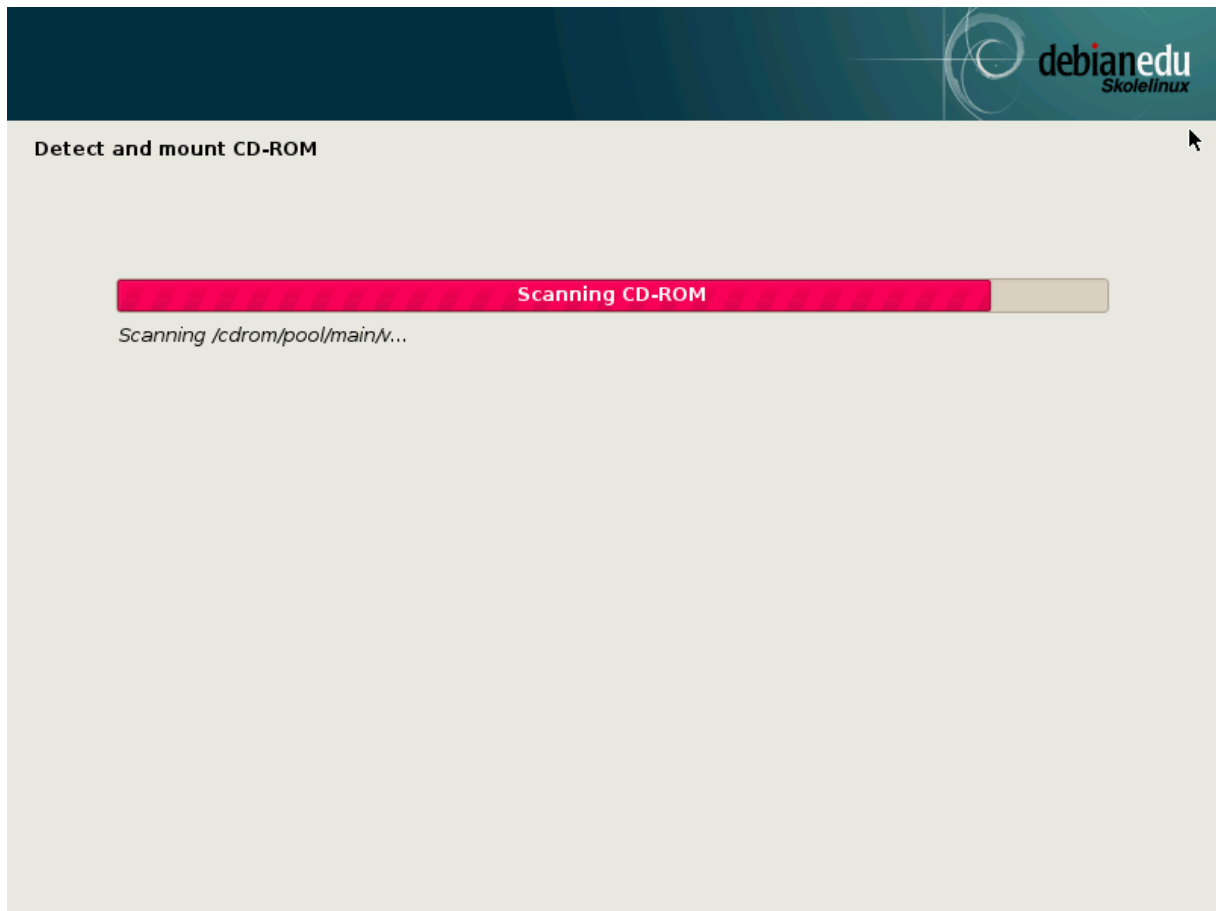 debianedu
Skolelinux
Detect and mount CD-ROM
Scanning CD-ROM
Scanning /cdrom/pool/main/v...